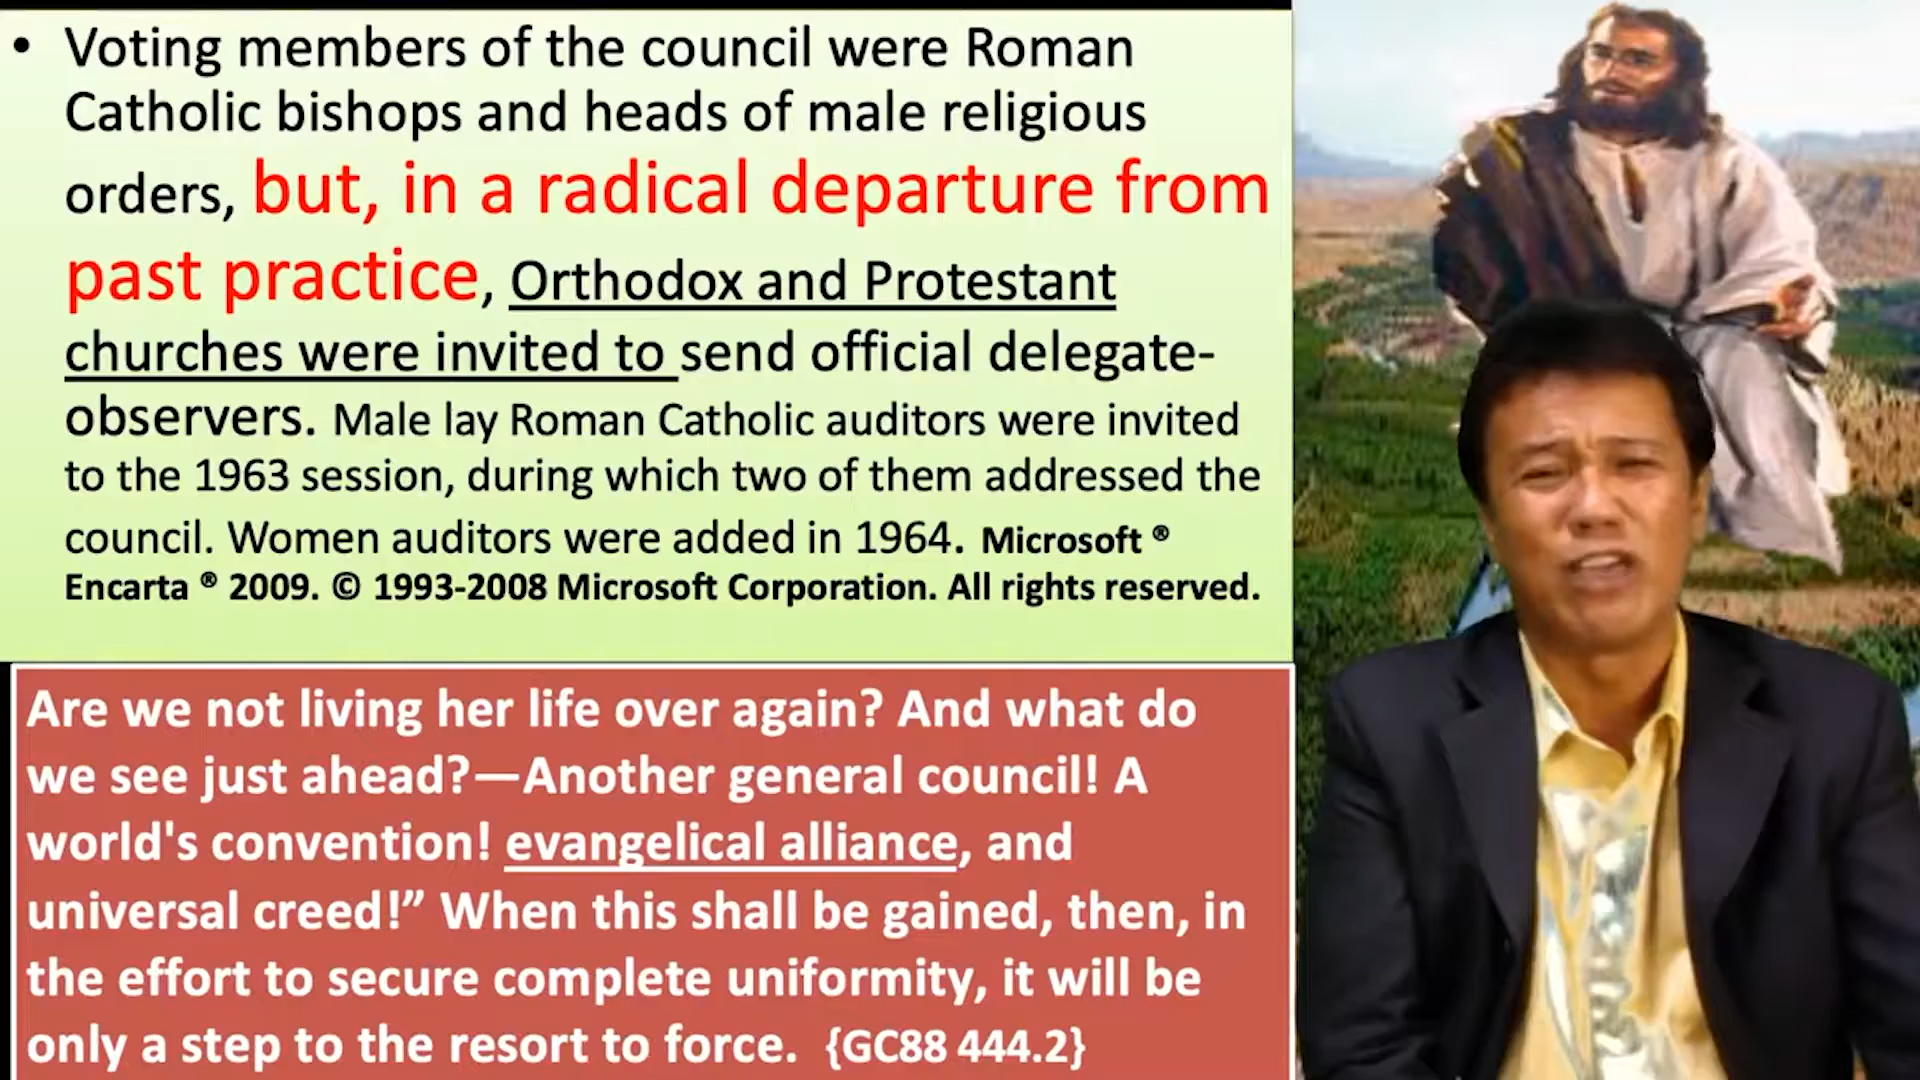 • Voting members of the council were Roman
Catholic bishops and heads of male religious
orders, but, in a radical departure from
past practice, Orthodox and Protestant
churches were invited to send official delegate-
observers. Male lay Roman Catholic auditors were invited
to the 1963 session, during which two of them addressed the
council. Women auditors were added in 1964. Microsoft ®
Encarta ® 2009. © 1993-2008 Microsoft Corporation. All rights reserved.
Are we not living her life over again? And what do
we see just ahead?—Another general council! A
world's convention! evangelical alliance, and
universal creed!” When this shall be gained, then, in
the effort to secure complete uniformity, it will be
only a step to the resort to force. {GC88 444.2}